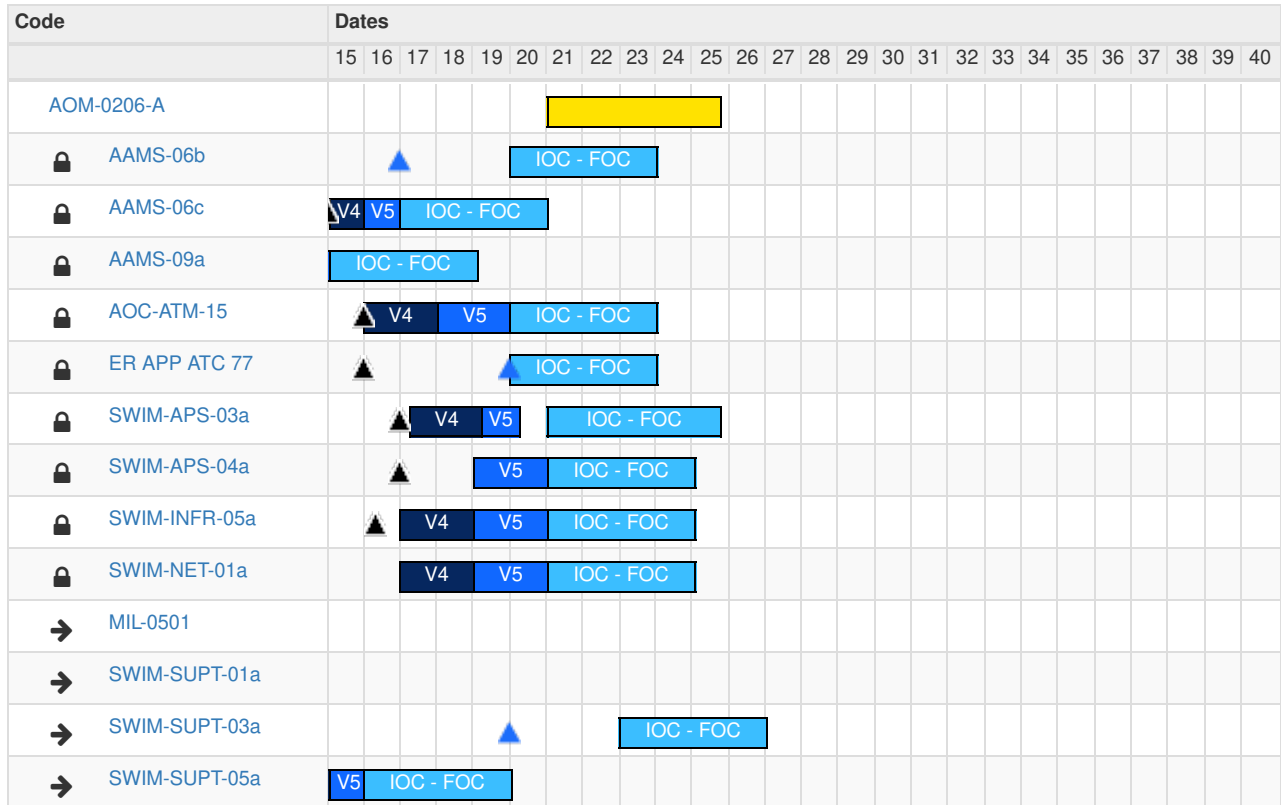 Code Dates
15 16 17 18 19 20 21 22 23 24 25 26 27 28 29 30 31 32 33 34 35 36 37 38 39 40
AOM-0206-A
AAMS-06b IOC - FOC
AAMS-06c V4 V5 IOC - FOC
AAMS-09a IOC - FOC
AOC-ATM-15 V4 V5 IOC - FOC
ER APP ATC 77 IOC - FOC
SWIM-APS-03a V4 V5 IOC - FOC
SWIM-APS-04a V5 IOC - FOC
SWIM-INFR-05a V4 V5 IOC - FOC
SWIM-NET-01a V4 V5 IOC - FOC
MIL-0501
SWIM-SUPT-01a
SWIM-SUPT-03a IOC - FOC
SWIM-SUPT-05a V5 IOC - FOC